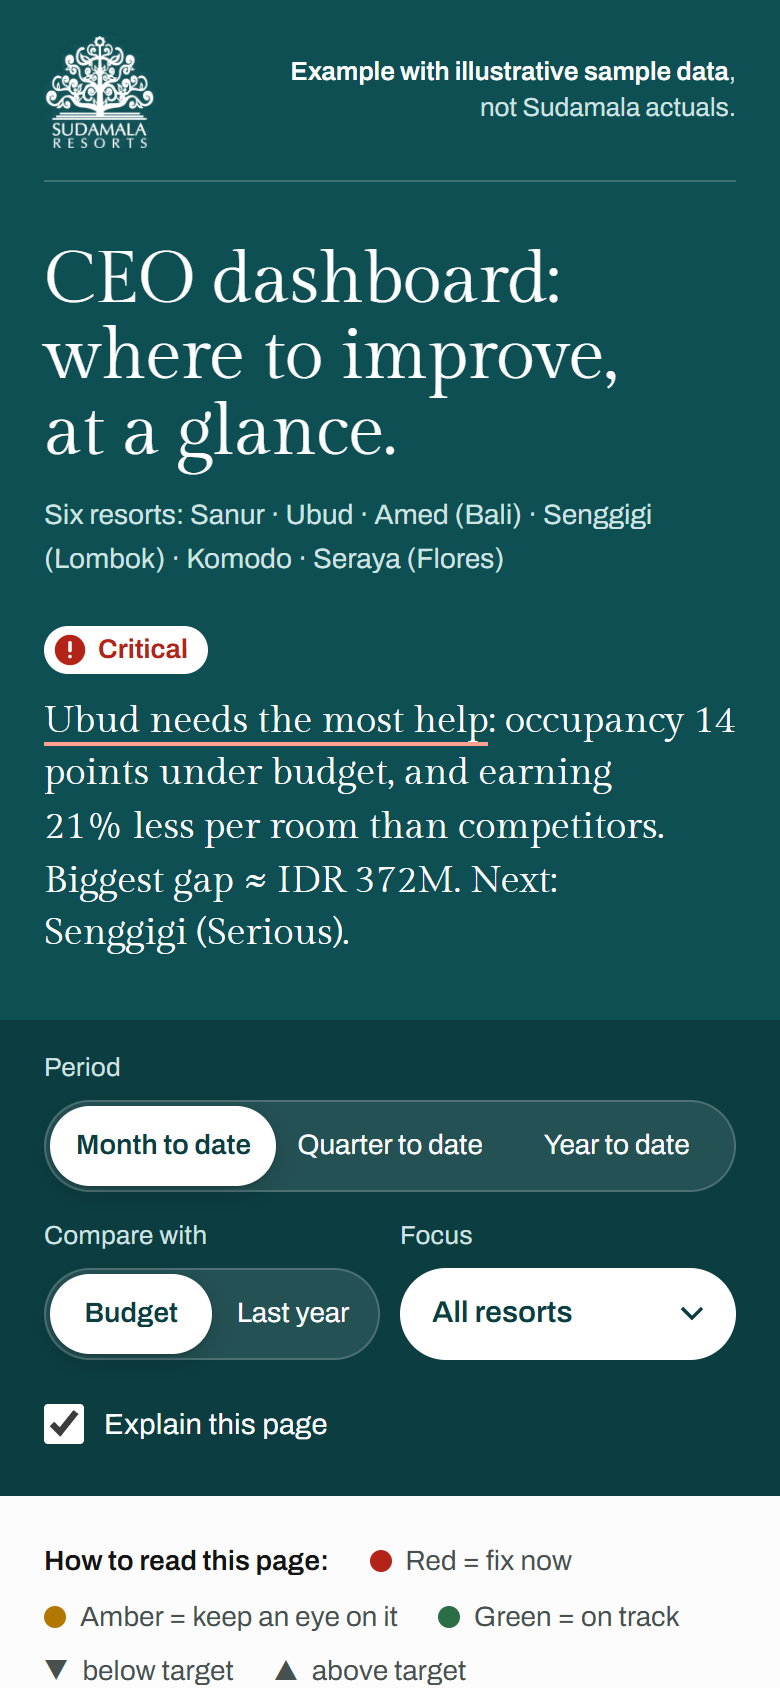 SUDAMALA
RESORTS
Example with illustrative sample data,
not Sudamala actuals.
CEO dashboard:
where to improve,
at a glance.
Six resorts: Sanur · Ubud · Amed (Bali) · Senggigi
(Lombok) · Komodo · Seraya (Flores)
Critical
Ubud needs the most help: occupancy 14
points under budget, and earning
21% less per room than competitors.
Biggest gap ≈ IDR 372M. Next:
Senggigi (Serious).
Period
Month to date Quarter to date Year to date
Compare with Focus
Budget Last year All resorts
Explain this page
How to read this page: Red = fix now
Amber = keep an eye on it Green = on track
▼ below target ▲ above target